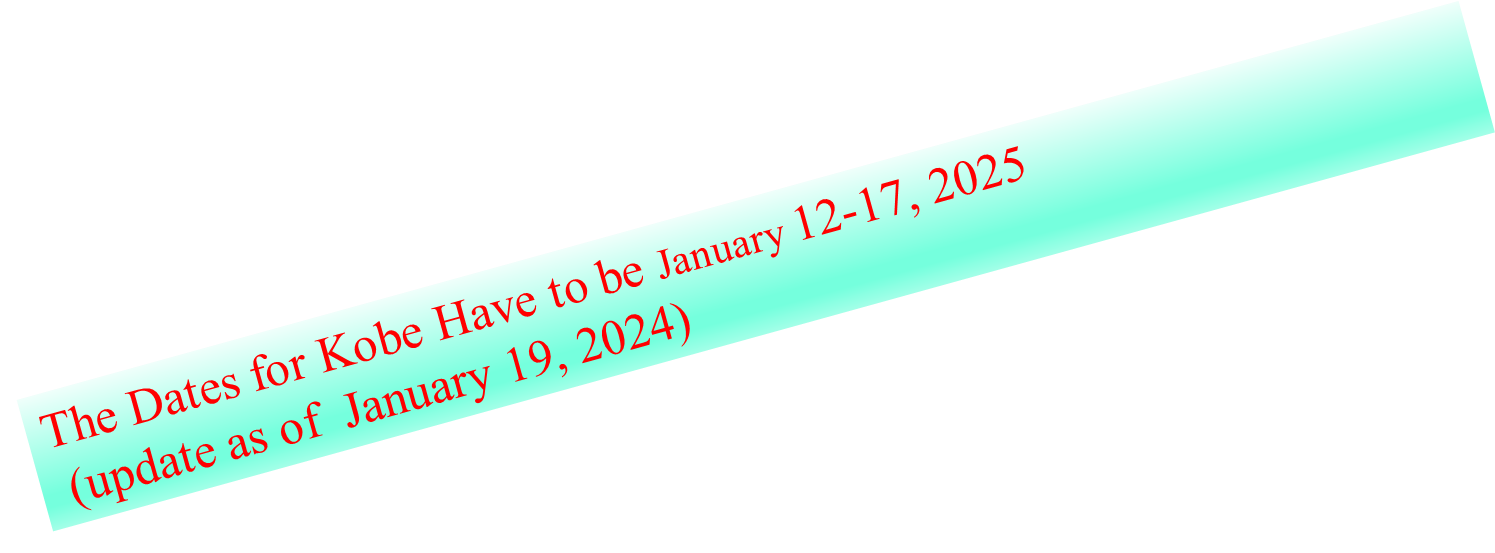 The Dates for Kobe Have to be January 12-17, 2025
(update as of January 19, 2024)